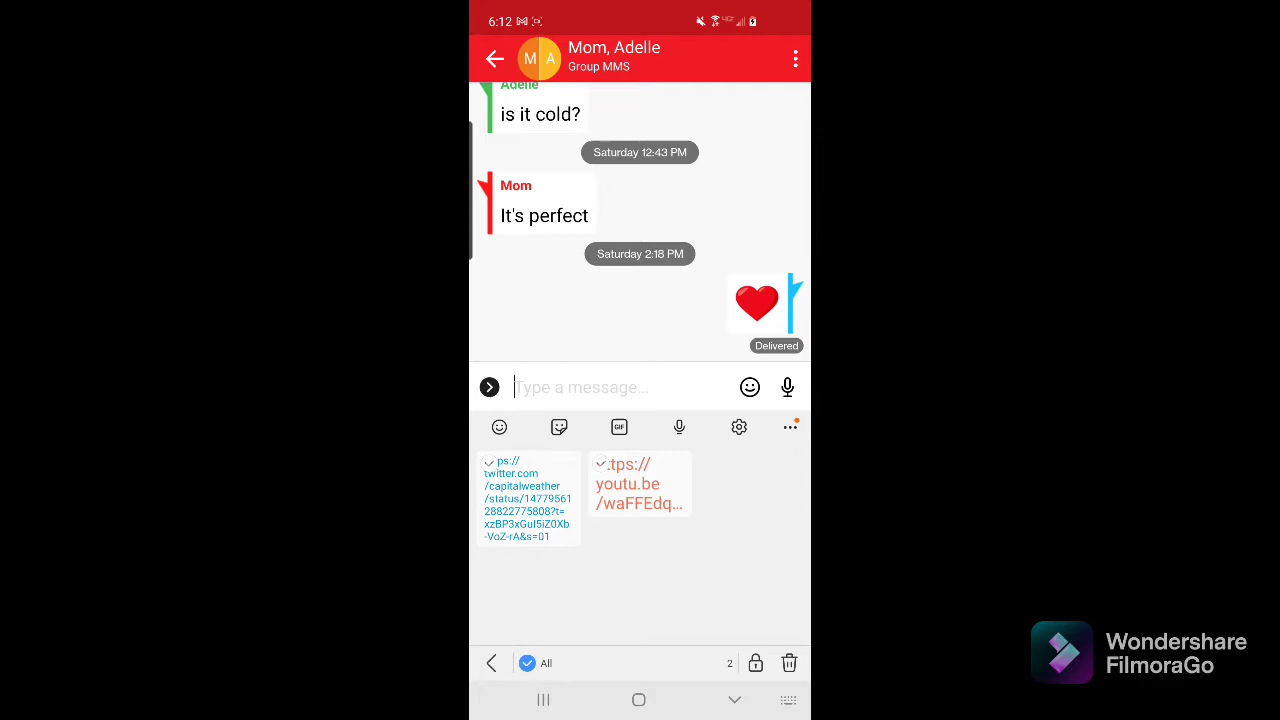 6:12
Mom, Adelle
Group MMS
M A
Adelle
is it cold?
Saturday 12:43 PM
Mom
It's perfect
Saturday 2:18 PM
Delivered
Type a message...
GIF
ps://
twitter.com
/capitalweather
/status/14779561
28822775808?t=
xzBP3xGuI5iZ0Xb
-VoZ-rA&s=01
ttps://
youtu.be
/waFFEdq...
All
2
Wondershare
FilmoraGo